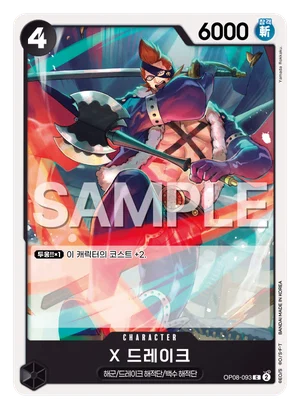 4
6000
참격
斬
SAMPLE
두웅!!×1 이 캐릭터의 코스트 +2
CHARACTER
X 드레이크
해군/드레이크 해적단/백수 해적단
OP08-093 C 2
BANDAI MADE IN KOREA